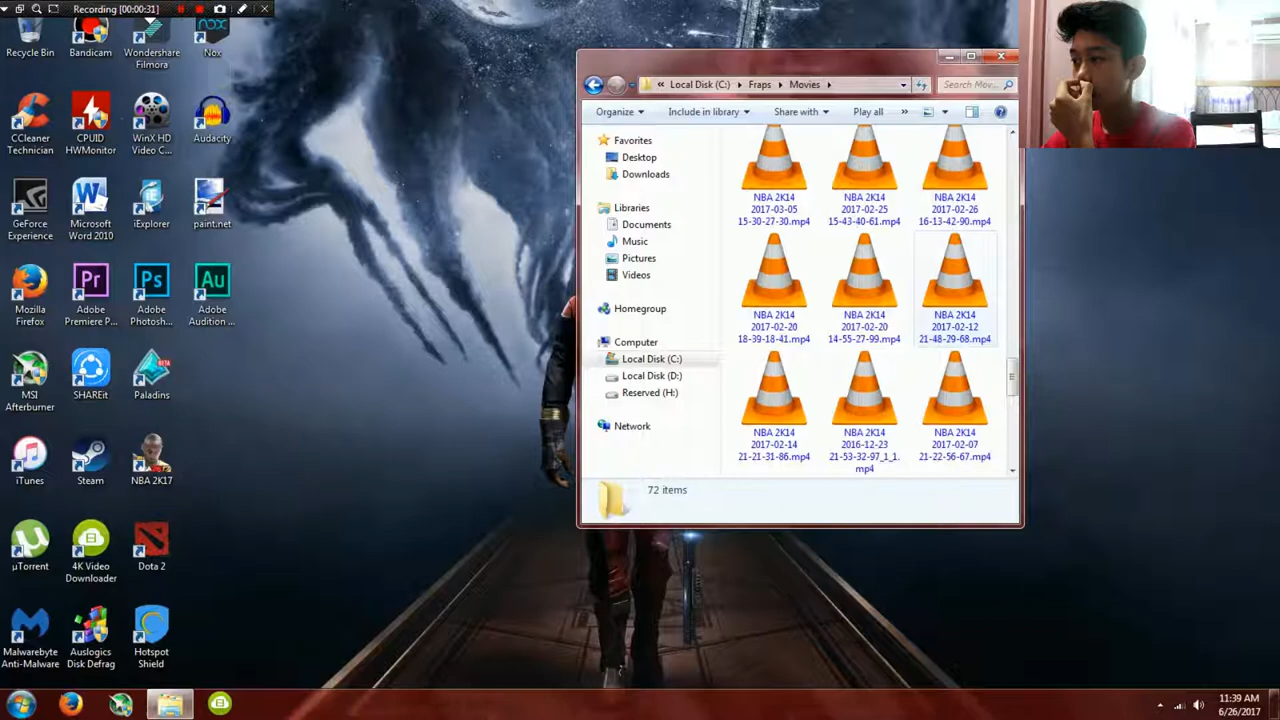 Recording [00:00:31]
Recycle Bin
Bandicam
Wondershare
Filmora
nox
Nox
CCleaner
Technician
CPUID
HWMonitor
WinX HD
Video C...
Audacity
GeForce
Experience
Microsoft
Word 2010
iExplorer
paint.net
Mozilla
Firefox
Pr
Adobe
Premiere P...
Ps
Adobe
Photosh...
Au
Adobe
Audition ...
MSI
Afterburner
SHAREit
BETA
Paladins
iTunes
Steam
NBA 2K17
µTorrent
4K Video
Downloader
Dota 2
Malwarebyte
Anti-Malware
Auslogics
Disk Defrag
Hotspot
Shield
« Local Disk (C:) Fraps Movies
Search Mov...
Organize Include in library Share with Play all »
Favorites
Desktop
Downloads
Libraries
Documents
Music
Pictures
Videos
Homegroup
Computer
Local Disk (C:)
Local Disk (D:)
Reserved (H:)
Network
NBA 2K14
2017-03-05
15-30-27-30.mp4
NBA 2K14
2017-02-25
15-43-40-61.mp4
NBA 2K14
2017-02-26
16-13-42-90.mp4
NBA 2K14
2017-02-20
18-39-18-41.mp4
NBA 2K14
2017-02-20
14-55-27-99.mp4
NBA 2K14
2017-02-12
21-48-29-68.mp4
NBA 2K14
2017-02-14
21-21-31-86.mp4
NBA 2K14
2016-12-23
21-53-32-97_1_1.
mp4
NBA 2K14
2017-02-07
21-22-56-67.mp4
72 items
11:39 AM
6/26/2017